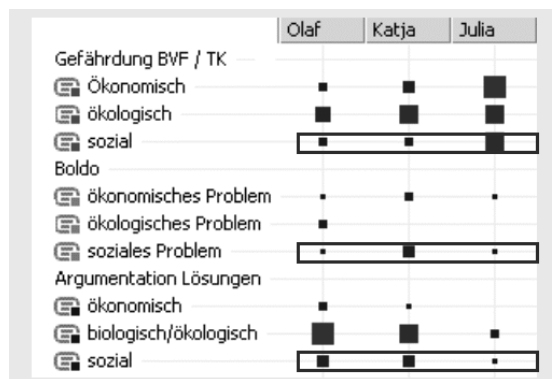 Olaf Katja Julia
Gefährdung BVF / TK
Ökonomisch
ökologisch
sozial
Boldo
ökonomisches Problem
ökologisches Problem
soziales Problem
Argumentation Lösungen
ökonomisch
biologisch/ökologisch
sozial